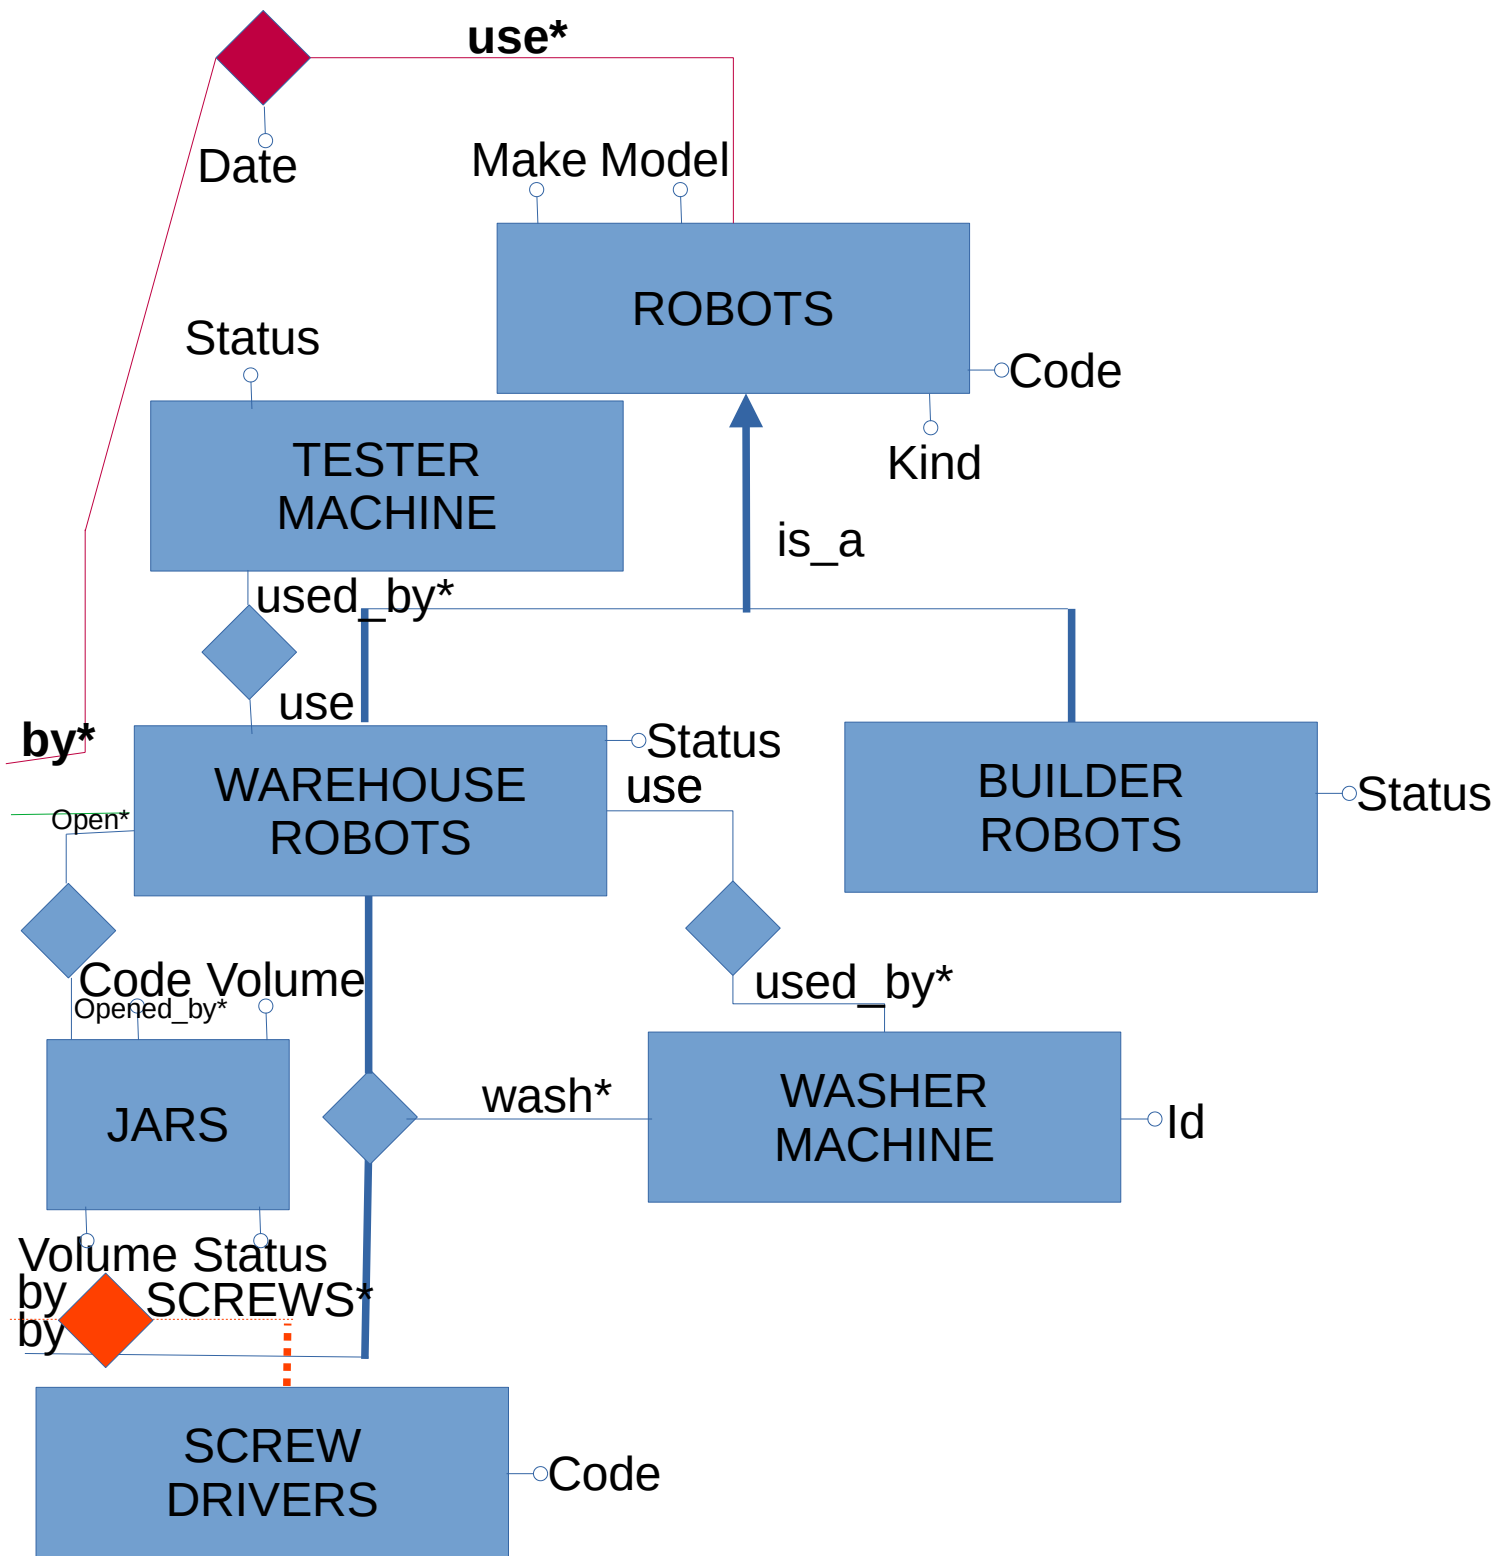 use*
Date
Make Model
ROBOTS
Status
Code
TESTER
MACHINE
Kind
is_a
used_by*
use
by*
Status
WAREHOUSE
ROBOTS
use
BUILDER
ROBOTS
Status
Open*
Code Volume
Opened_by*
used_by*
JARS
wash*
WASHER
MACHINE
Id
Volume Status
by
SCREWS*
by
SCREW
DRIVERS
Code